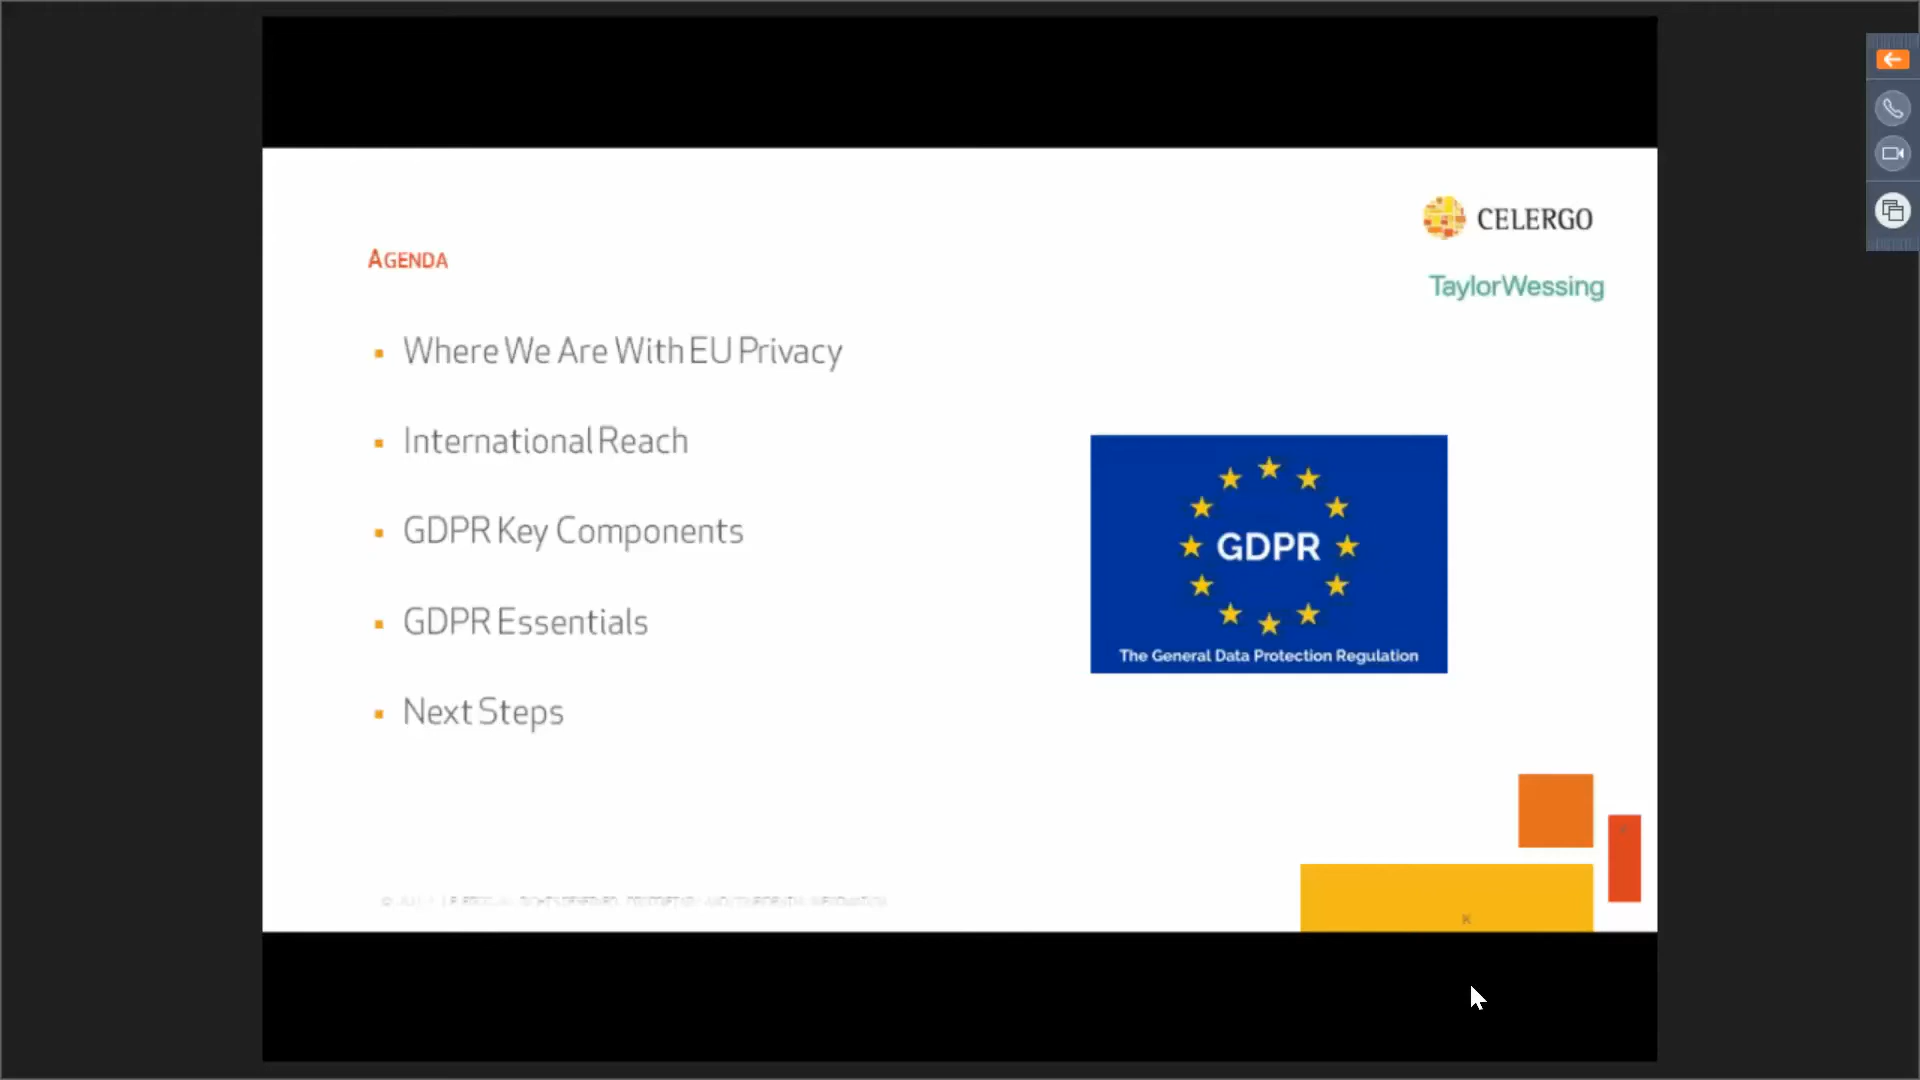 CELERGO
TaylorWessing
AGENDA
▪ Where We Are With EU Privacy
▪ International Reach
▪ GDPR Key Components
▪ GDPR Essentials
▪ Next Steps
GDPR
The General Data Protection Regulation